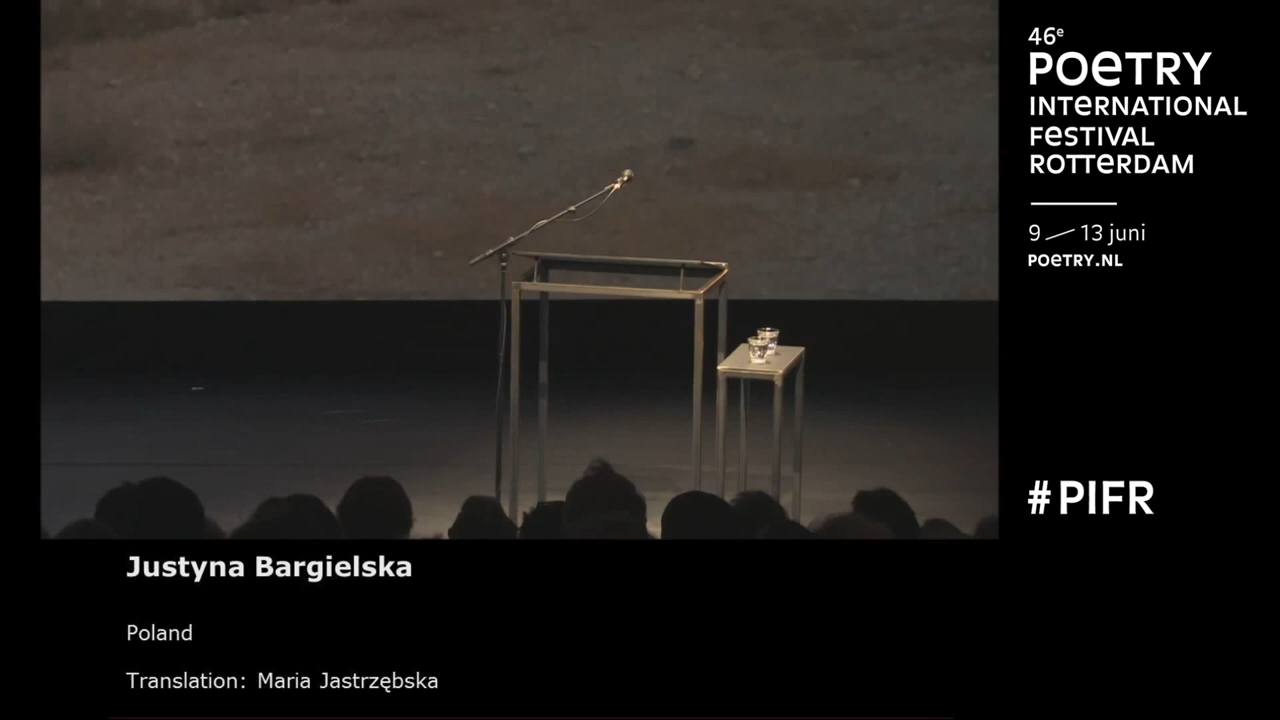 46e
POeTRY
INTeRNATIONAL
FeSTIVAL
ROTTeRDAM
9 — 13 juni
POeTRY.NL
#PIFR
Justyna Bargielska
Poland
Translation: Maria Jastrzębska